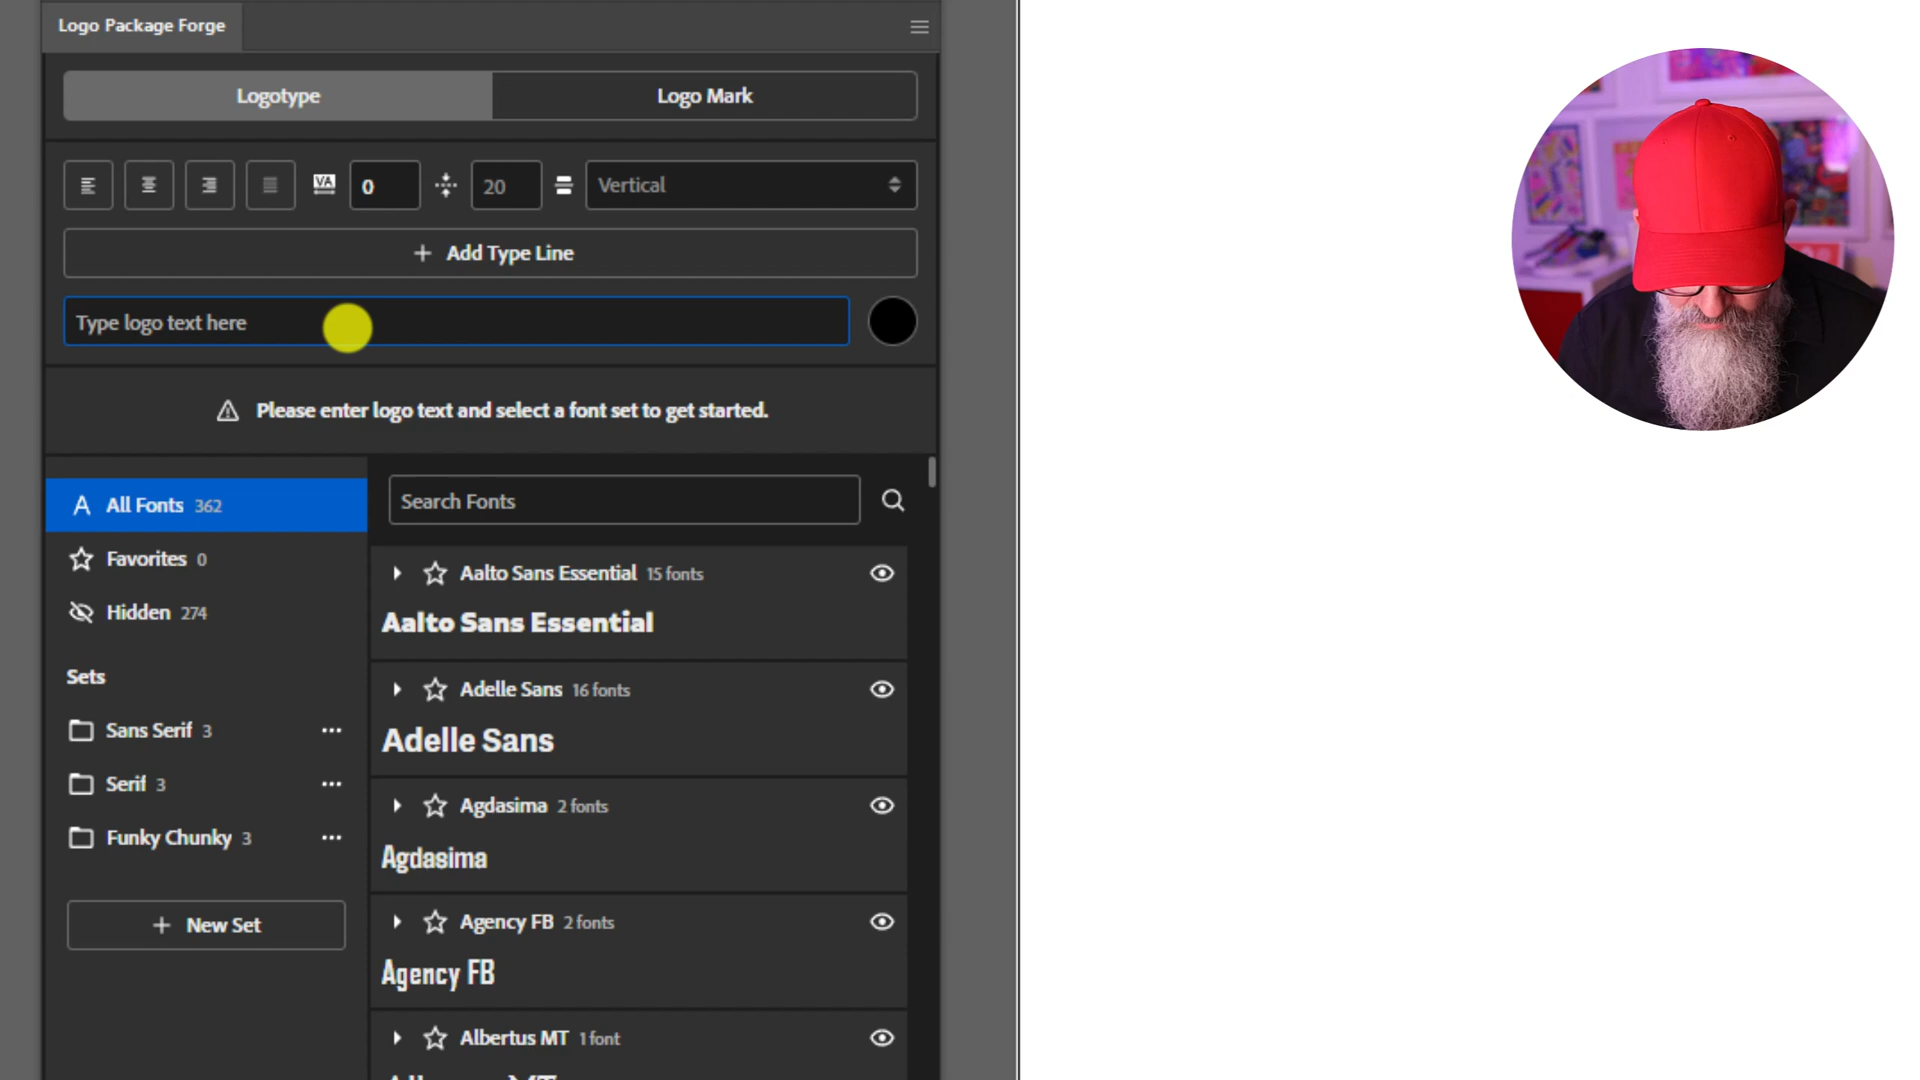 Logo Package Forge
Logotype
Logo Mark
VA 0 20 Vertical
+ Add Type Line
Type logo text here
Please enter logo text and select a font set to get started.
A All Fonts 362
Favorites 0
Hidden 274
Sets
Sans Serif 3 ...
Serif 3 ...
Funky Chunky 3 ...
+ New Set
Search Fonts
Aalto Sans Essential 15 fonts
Aalto Sans Essential
Adelle Sans 16 fonts
Adelle Sans
Agdasima 2 fonts
Agdasima
Agency FB 2 fonts
Agency FB
Albertus MT 1 font